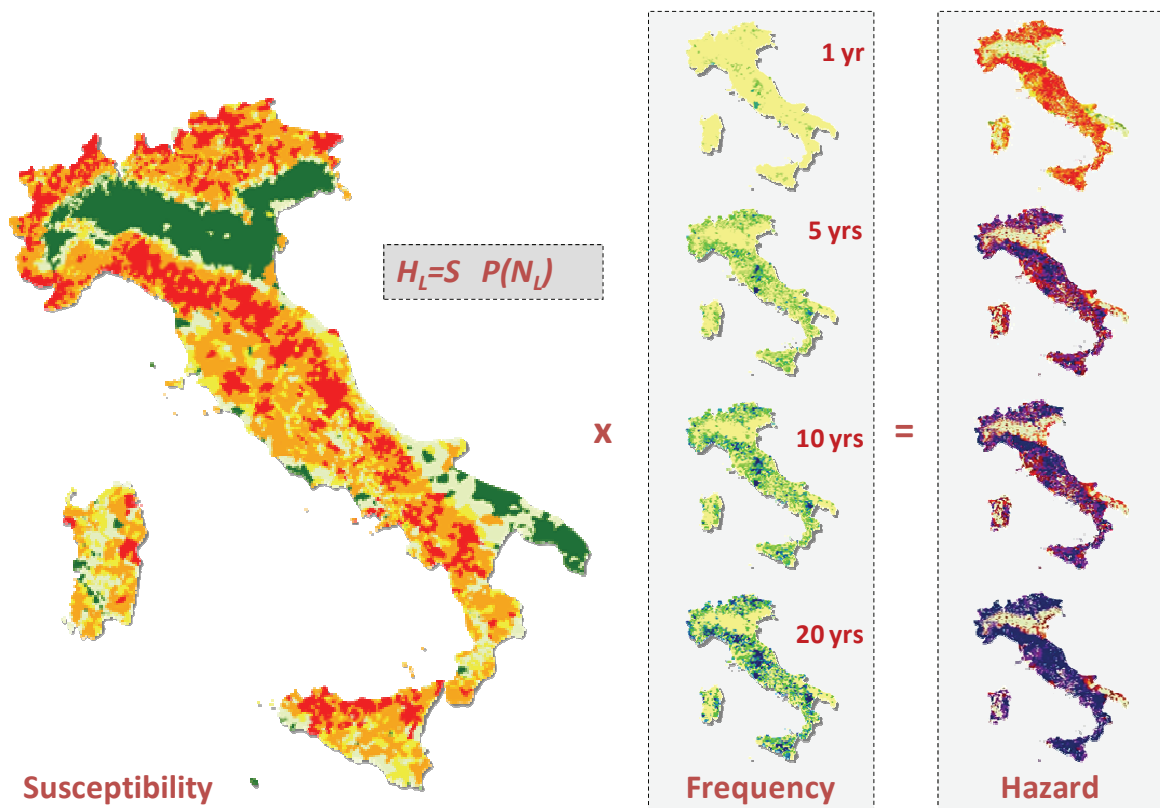 1 yr
5 yrs
H_L=S P(N_L)
10 yrs
x
=
20 yrs
Susceptibility
Frequency
Hazard